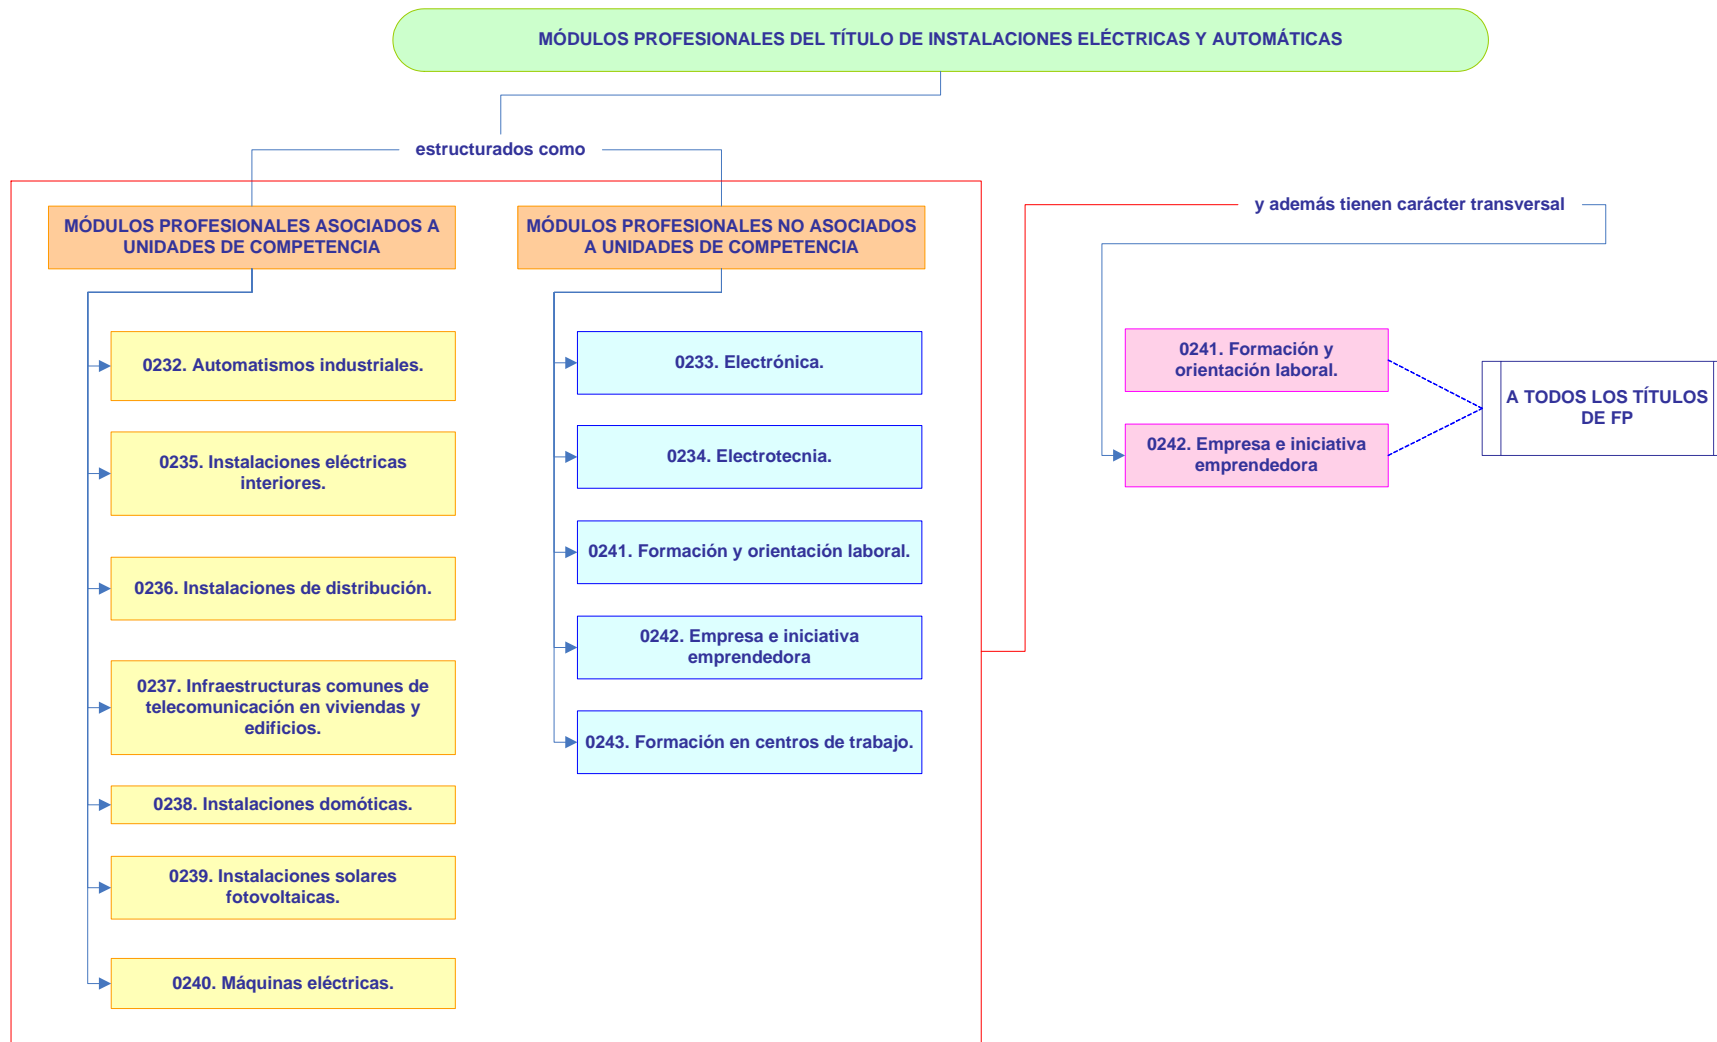 MÓDULOS PROFESIONALES DEL TÍTULO DE INSTALACIONES ELÉCTRICAS Y AUTOMÁTICAS
estructurados como
MÓDULOS PROFESIONALES ASOCIADOS A
UNIDADES DE COMPETENCIA
0232. Automatismos industriales.
0235. Instalaciones eléctricas
interiores.
0236. Instalaciones de distribución.
0237. Infraestructuras comunes de
telecomunicación en viviendas y
edificios.
0238. Instalaciones domóticas.
0239. Instalaciones solares
fotovoltaicas.
0240. Máquinas eléctricas.
MÓDULOS PROFESIONALES NO ASOCIADOS
A UNIDADES DE COMPETENCIA
0233. Electrónica.
0234. Electrotecnia.
0241. Formación y orientación laboral.
0242. Empresa e iniciativa
emprendedora
0243. Formación en centros de trabajo.
y además tienen carácter transversal
0241. Formación y
orientación laboral.
0242. Empresa e iniciativa
emprendedora
A TODOS LOS TÍTULOS
DE FP